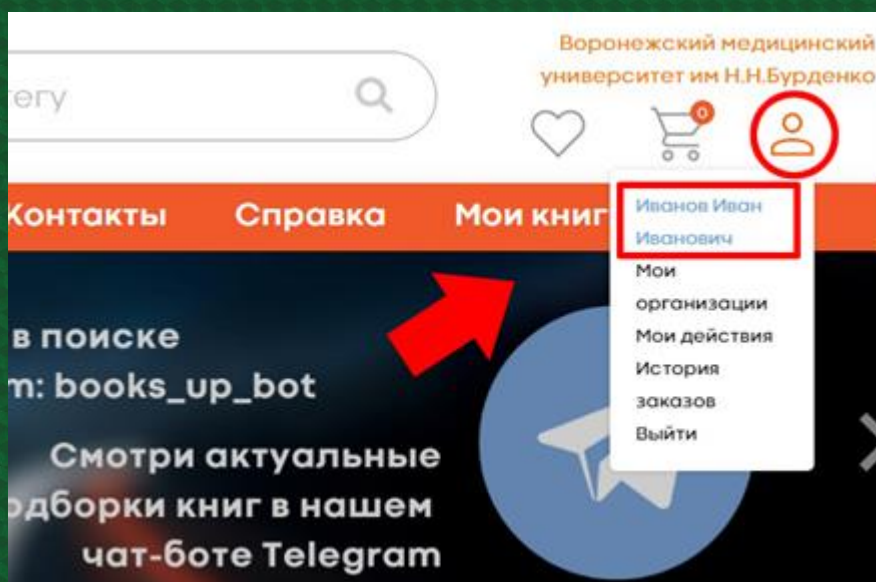 Воронежский медицинский
университет им Н.Н.Бурденко
тегу
0
Контакты Справка Мои книг
Иванов Иван
Иванович
Мои
организации
Мои действия
История
заказов
Выйти
в поиске
m: books_up_bot
Смотри актуальные
одборки книг в нашем
чат-боте Telegram